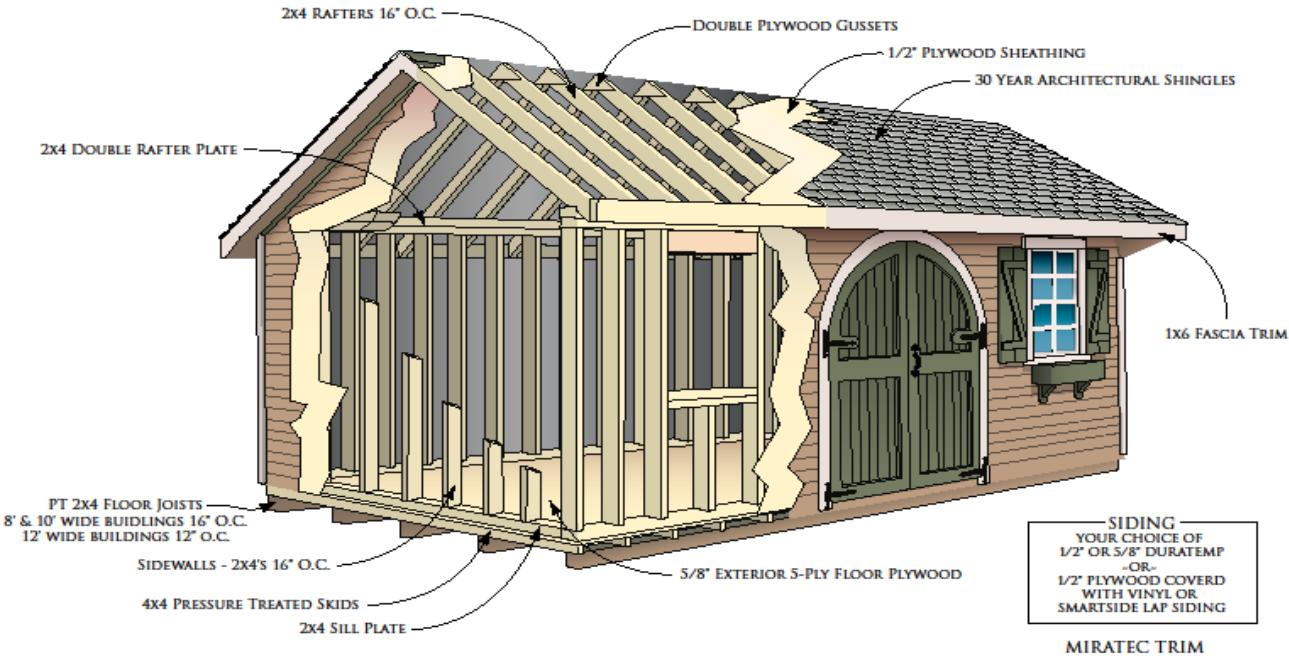 2x4 Rafters 16" O.C.
Double Plywood Gussets
1/2" Plywood Sheathing
30 Year Architectural Shingles
2x4 Double Rafter Plate
1x6 Fascia Trim
PT 2x4 Floor Joists
8' & 10' wide buidlings 16" O.C.
12' wide buildings 12" O.C.
Sidewalls - 2x4's 16" O.C.
4x4 Pressure Treated Skids
2x4 Sill Plate
5/8" Exterior 5-Ply Floor Plywood
SIDING
YOUR CHOICE OF
1/2" OR 5/8" DURATEMP
-OR-
1/2" PLYWOOD COVERD
WITH VINYL OR
SMARTSIDE LAP SIDING
MIRATEC TRIM